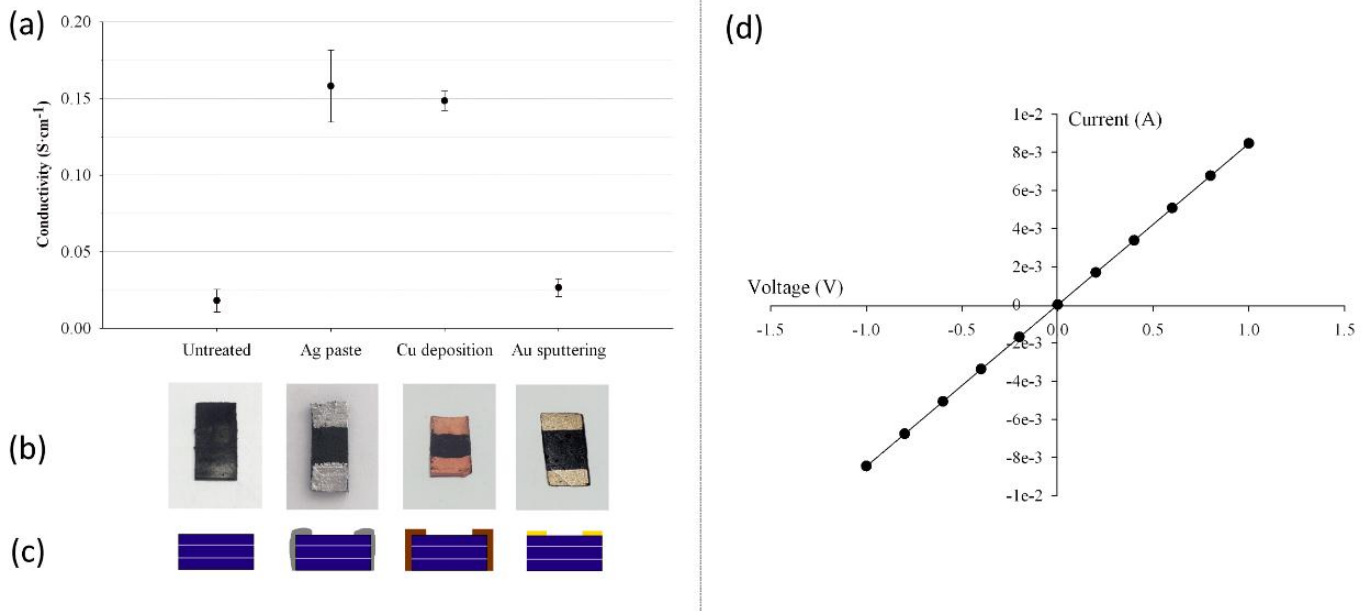 (a)
0.20
0.15
0.10
0.05
0.00
Conductivity (S·cm⁻¹)
Untreated
Ag paste
Cu deposition
Au sputtering
(b)
(c)
(d)
Current (A)
Voltage (V)
1e-2
8e-3
6e-3
4e-3
2e-3
0
-2e-3
-4e-3
-6e-3
-8e-3
-1e-2
-1.5
-1.0
-0.5
0.0
0.5
1.0
1.5